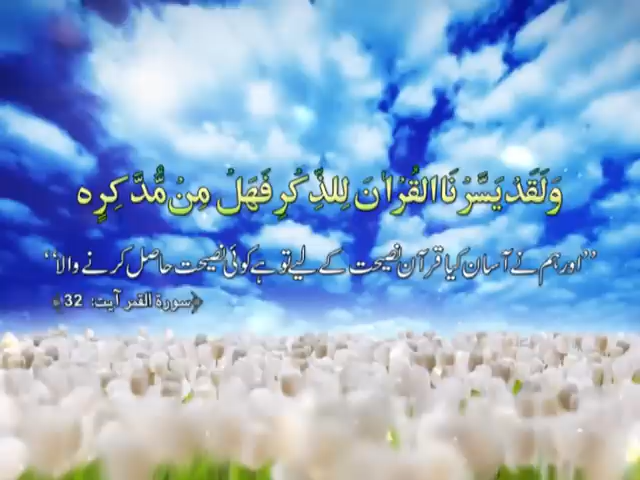 وَلَقَدْ يَسَّرْنَا الْقُرْاٰنَ لِلذِّكْرِ فَهَلْ مِنْ مُّدَّكِرٍ ہ
”اور ہم نے آسان کیا قرآن نصیحت کے لیے تو ہے کوئی نصیحت حاصل کرنے والا“
﴿سورۃ القمر آیت: 32﴾